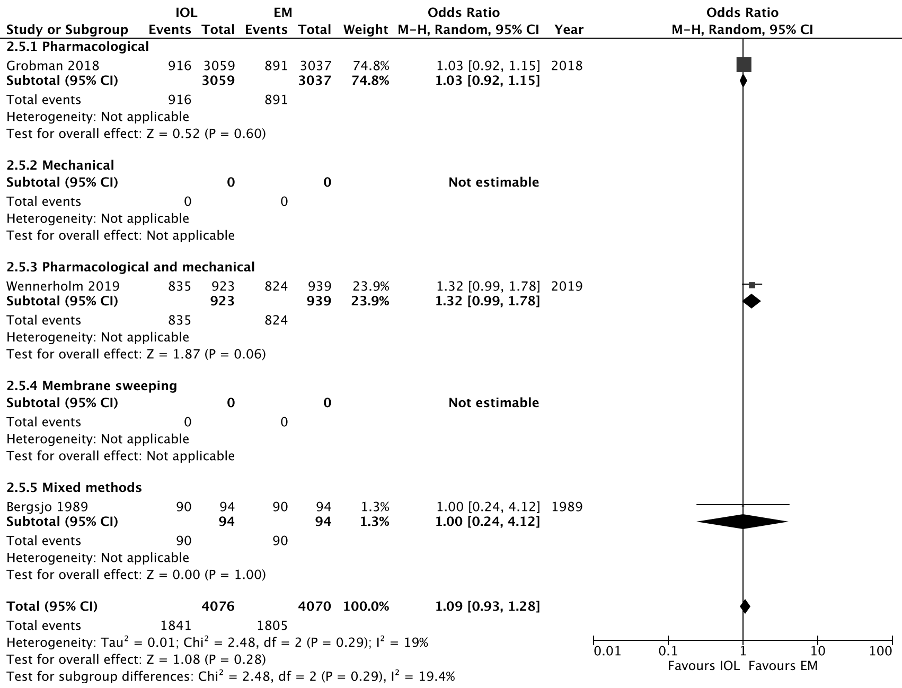 IOL EM Odds Ratio Odds Ratio
Study or Subgroup Events Total Events Total Weight M-H, Random, 95% CI Year M-H, Random, 95% CI
2.5.1 Pharmacological
Grobman 2018 916 3059 891 3037 74.8% 1.03 [0.92, 1.15] 2018
Subtotal (95% CI) 3059 3037 74.8% 1.03 [0.92, 1.15]
Total events 916 891
Heterogeneity: Not applicable
Test for overall effect: Z = 0.52 (P = 0.60)
2.5.2 Mechanical
Subtotal (95% CI) 0 0 Not estimable
Total events 0 0
Heterogeneity: Not applicable
Test for overall effect: Not applicable
2.5.3 Pharmacological and mechanical
Wennerholm 2019 835 923 824 939 23.9% 1.32 [0.99, 1.78] 2019
Subtotal (95% CI) 923 939 23.9% 1.32 [0.99, 1.78]
Total events 835 824
Heterogeneity: Not applicable
Test for overall effect: Z = 1.87 (P = 0.06)
2.5.4 Membrane sweeping
Subtotal (95% CI) 0 0 Not estimable
Total events 0 0
Heterogeneity: Not applicable
Test for overall effect: Not applicable
2.5.5 Mixed methods
Bergsjo 1989 90 94 90 94 1.3% 1.00 [0.24, 4.12] 1989
Subtotal (95% CI) 94 94 1.3% 1.00 [0.24, 4.12]
Total events 90 90
Heterogeneity: Not applicable
Test for overall effect: Z = 0.00 (P = 1.00)
Total (95% CI) 4076 4070 100.0% 1.09 [0.93, 1.28]
Total events 1841 1805
Heterogeneity: Tau² = 0.01; Chi² = 2.48, df = 2 (P = 0.29); I² = 19%
Test for overall effect: Z = 1.08 (P = 0.28)
Test for subgroup differences: Chi² = 2.48, df = 2 (P = 0.29), I² = 19.4%
0.01 0.1 1 10 100
Favours IOL Favours EM